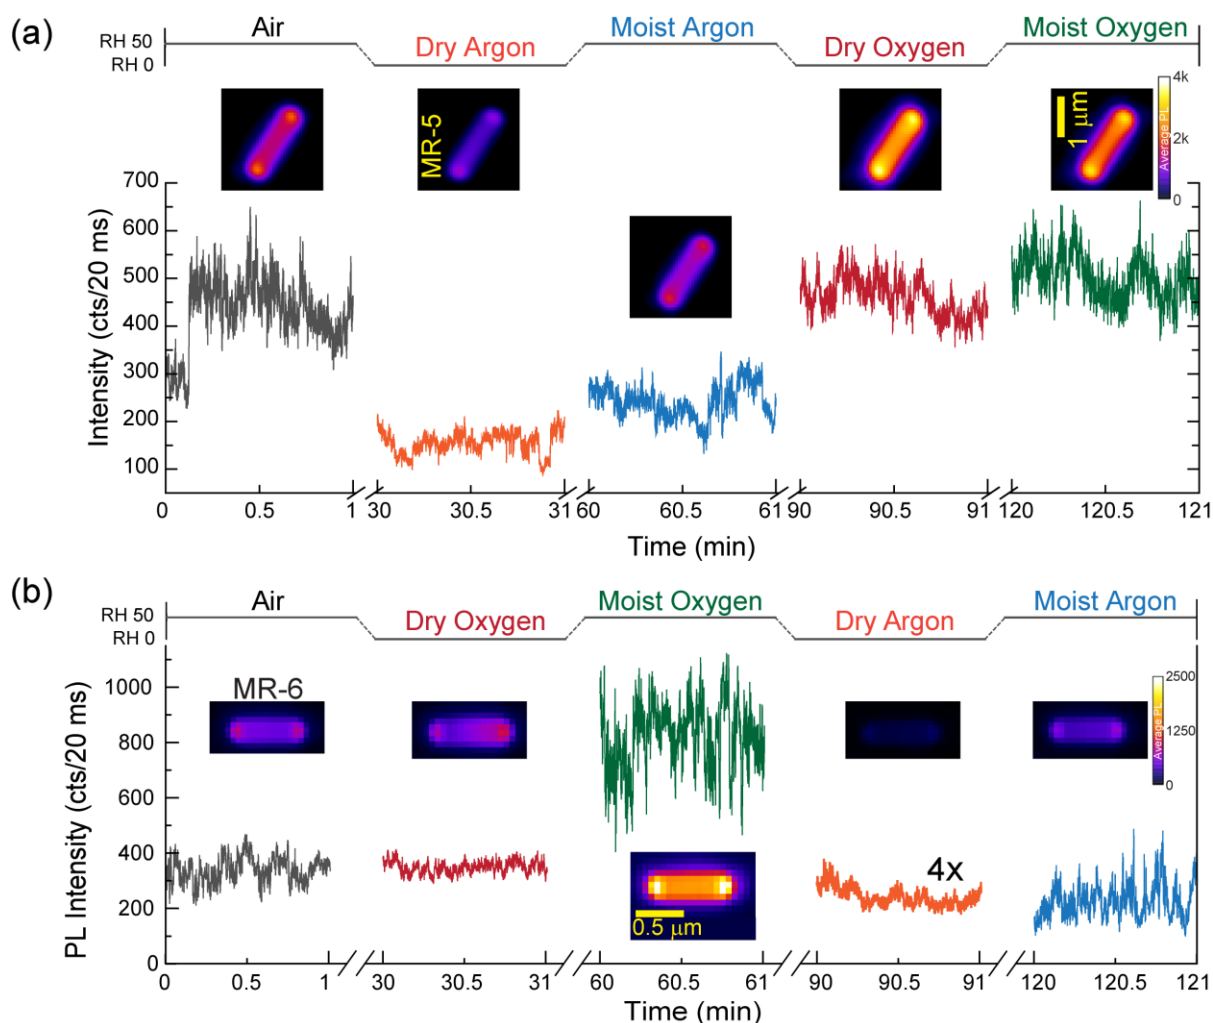 (a)
Air
Dry Argon
Moist Argon
Dry Oxygen
Moist Oxygen
RH 50
RH 0
MR-5
1 μm
4k
2k
0
Average PL
700
600
500
400
300
200
100
Intensity (cts/20 ms)
0 0.5 1 30 30.5 31 60 60.5 61 90 90.5 91 120 120.5 121
Time (min)
(b)
Air
Dry Oxygen
Moist Oxygen
Dry Argon
Moist Argon
RH 50
RH 0
MR-6
2500
1250
0
Average PL
1000
800
600
400
200
0
PL Intensity (cts/20 ms)
4x
0.5 μm
0 1 30 30.5 31 60 60.5 61 90 90.5 91 120 120.5 121
Time (min)